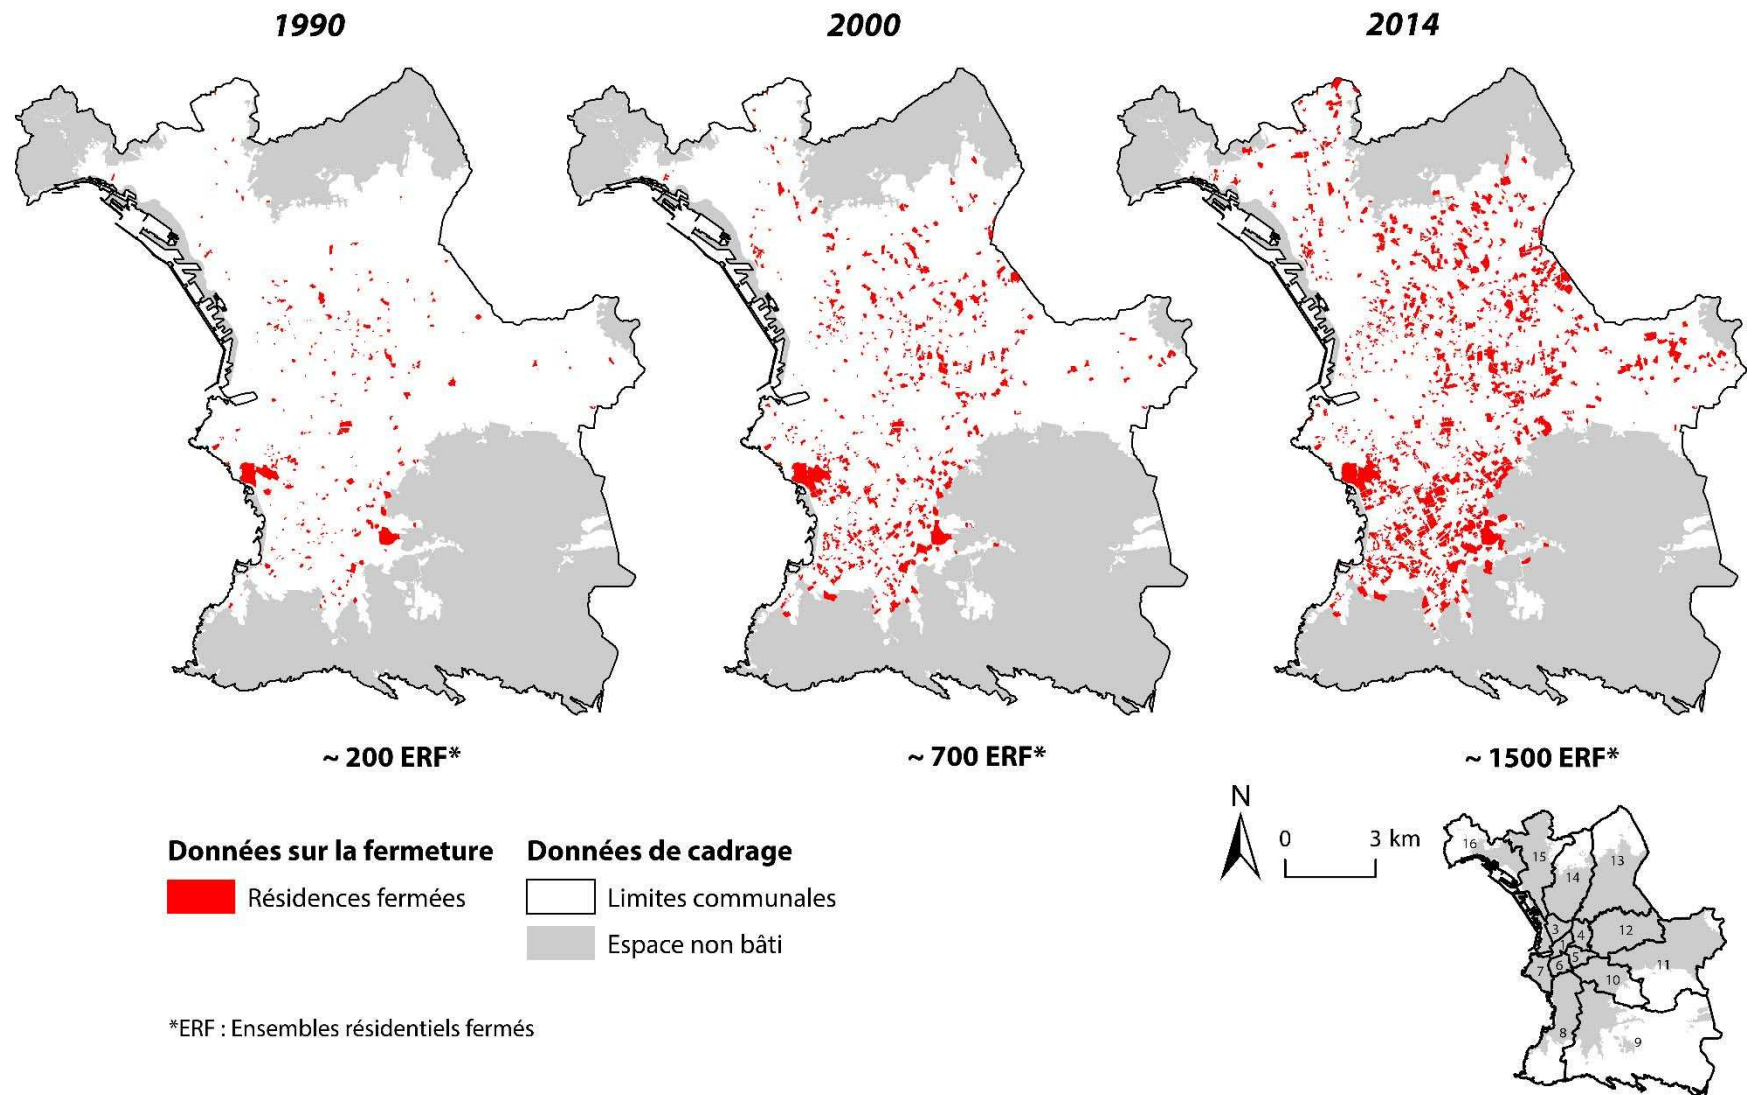 1990
2000
2014
~ 200 ERF*
~ 700 ERF*
~ 1500 ERF*
Données sur la fermeture
Résidences fermées
Données de cadrage
Limites communales
Espace non bâti
*ERF : Ensembles résidentiels fermés
N
0 3 km
16
15
14
13
3
4
12
1
5
7
6
11
10
8
9